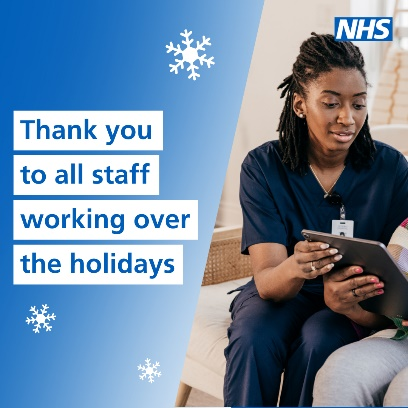 NHS
Thank you
to all staff
working over
the holidays